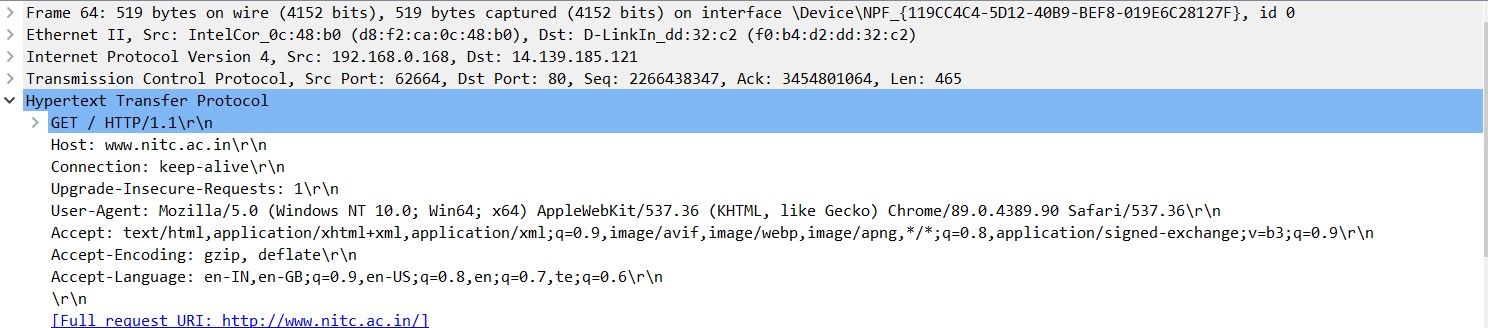 Frame 64: 519 bytes on wire (4152 bits), 519 bytes captured (4152 bits) on interface \Device\NPF_{119CC4C4-5D12-40B9-BEF8-019E6C28127F}, id 0
Ethernet II, Src: IntelCor_0c:48:b0 (d8:f2:ca:0c:48:b0), Dst: D-LinkIn_dd:32:c2 (f0:b4:d2:dd:32:c2)
Internet Protocol Version 4, Src: 192.168.0.168, Dst: 14.139.185.121
Transmission Control Protocol, Src Port: 62664, Dst Port: 80, Seq: 2266438347, Ack: 3454801064, Len: 465
Hypertext Transfer Protocol
GET / HTTP/1.1\r\n
Host: www.nitc.ac.in\r\n
Connection: keep-alive\r\n
Upgrade-Insecure-Requests: 1\r\n
User-Agent: Mozilla/5.0 (Windows NT 10.0; Win64; x64) AppleWebKit/537.36 (KHTML, like Gecko) Chrome/89.0.4389.90 Safari/537.36\r\n
Accept: text/html,application/xhtml+xml,application/xml;q=0.9,image/avif,image/webp,image/apng,*/*;q=0.8,application/signed-exchange;v=b3;q=0.9\r\n
Accept-Encoding: gzip, deflate\r\n
Accept-Language: en-IN,en-GB;q=0.9,en-US;q=0.8,en;q=0.7,te;q=0.6\r\n
\r\n
[Full request URI: http://www.nitc.ac.in/]